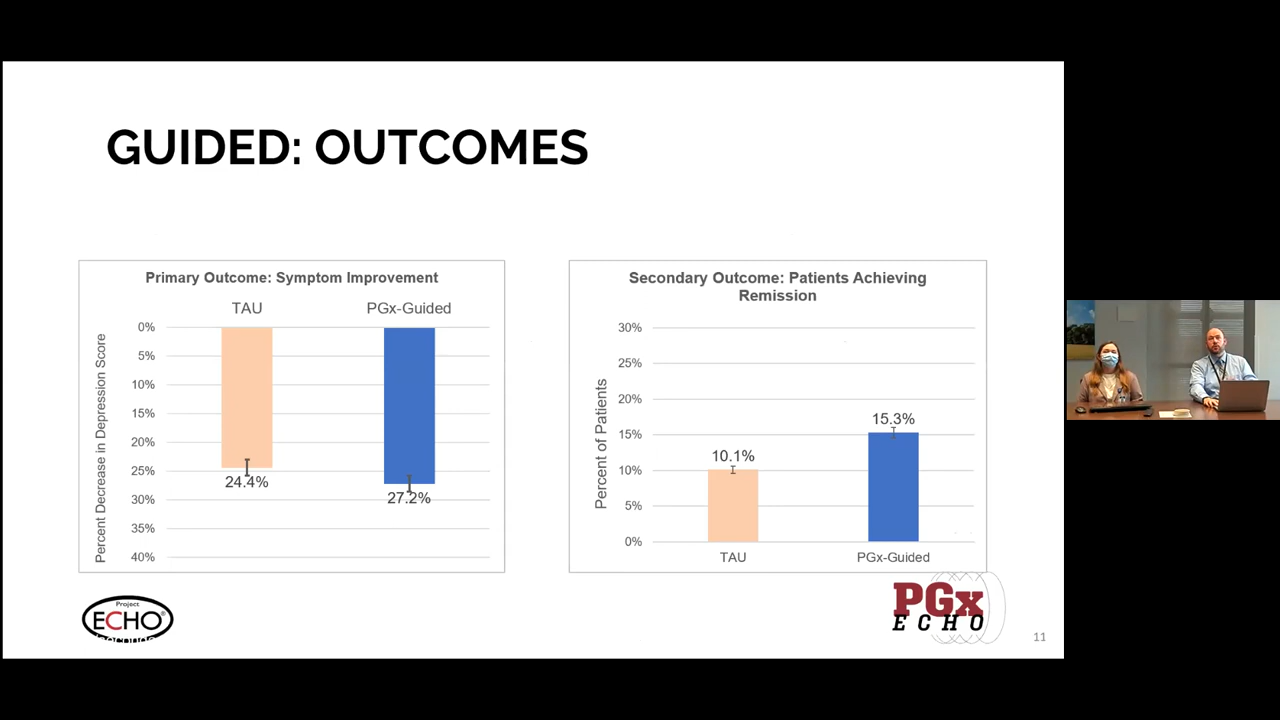 GUIDED: OUTCOMES
Primary Outcome: Symptom Improvement
TAU
PGx-Guided
Percent Decrease in Depression Score
0%
5%
10%
15%
20%
25%
30%
35%
40%
24.4%
27.2%
Secondary Outcome: Patients Achieving
Remission
Percent of Patients
30%
25%
20%
15%
10%
5%
0%
10.1%
15.3%
TAU
PGx-Guided
Project
ECHO®
PGx
ECHO
11